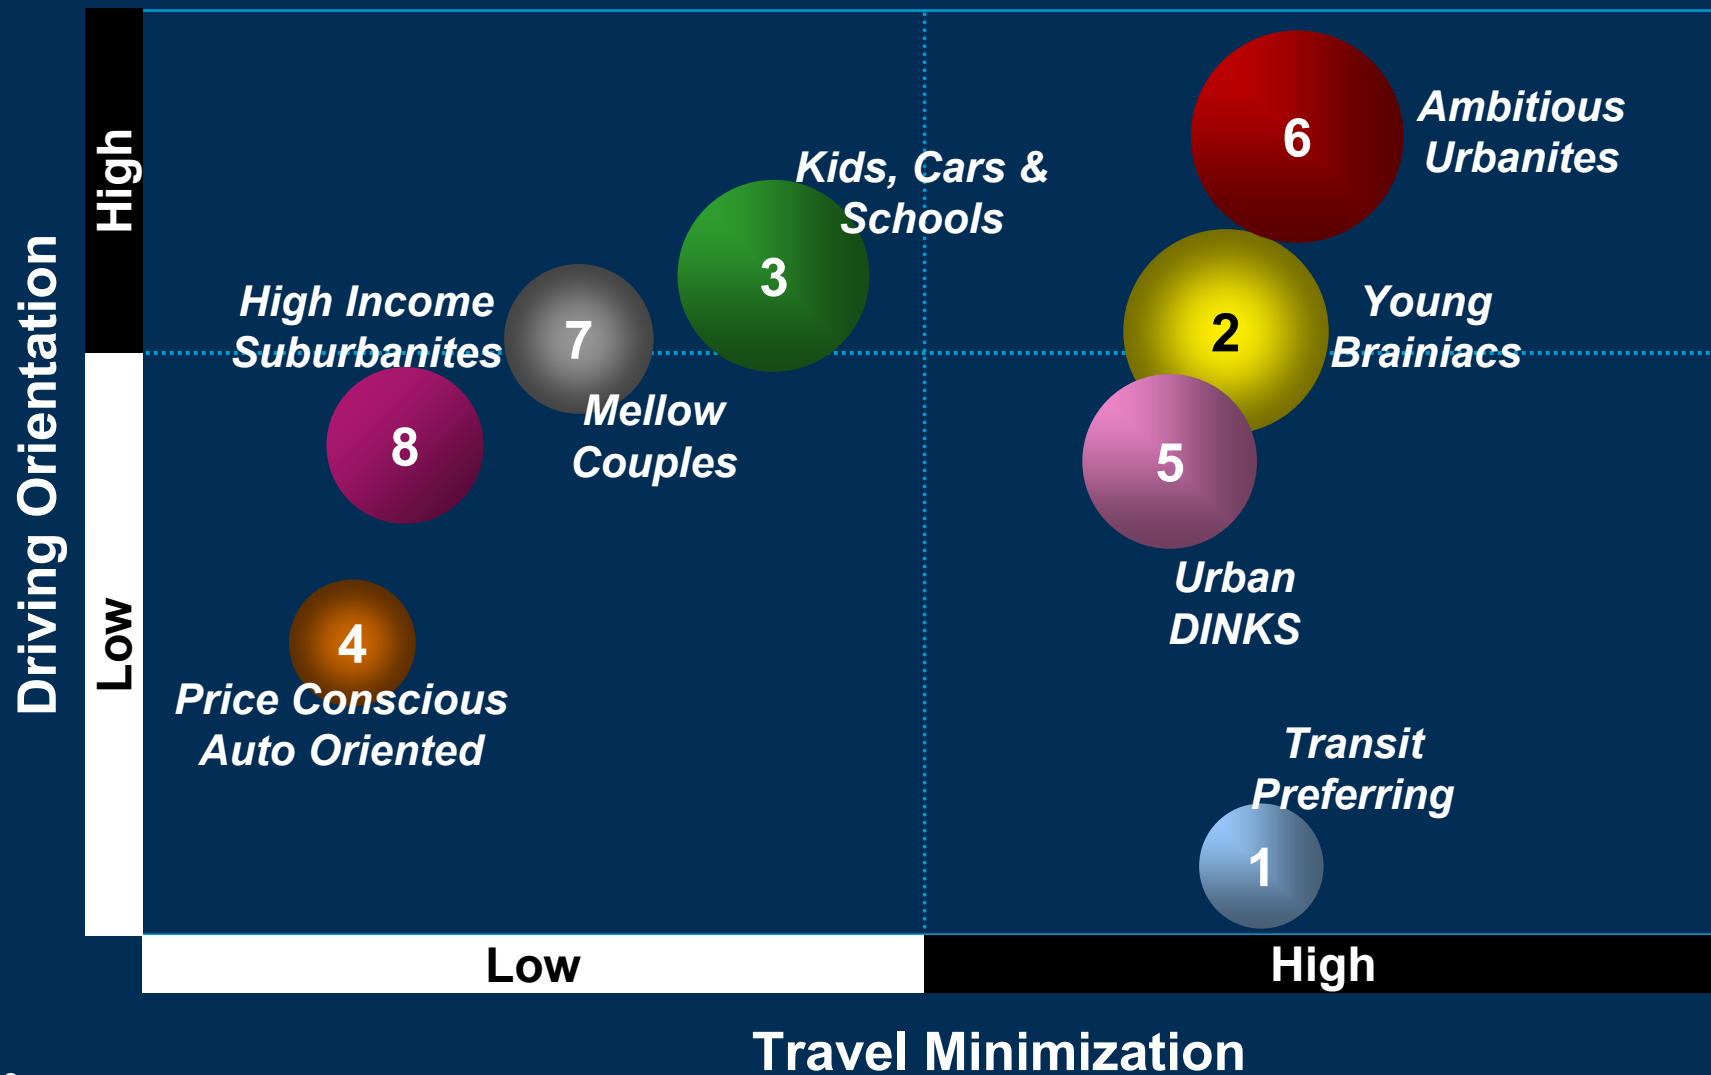 High
Low
Driving Orientation
6
Ambitious
Urbanites
Kids, Cars &
Schools
3
High Income
Suburbanites
7
Mellow
Couples
2
Young
Brainiacs
8
5
Urban
DINKS
4
Price Conscious
Auto Oriented
Transit
Preferring
1
Low
High
Travel Minimization